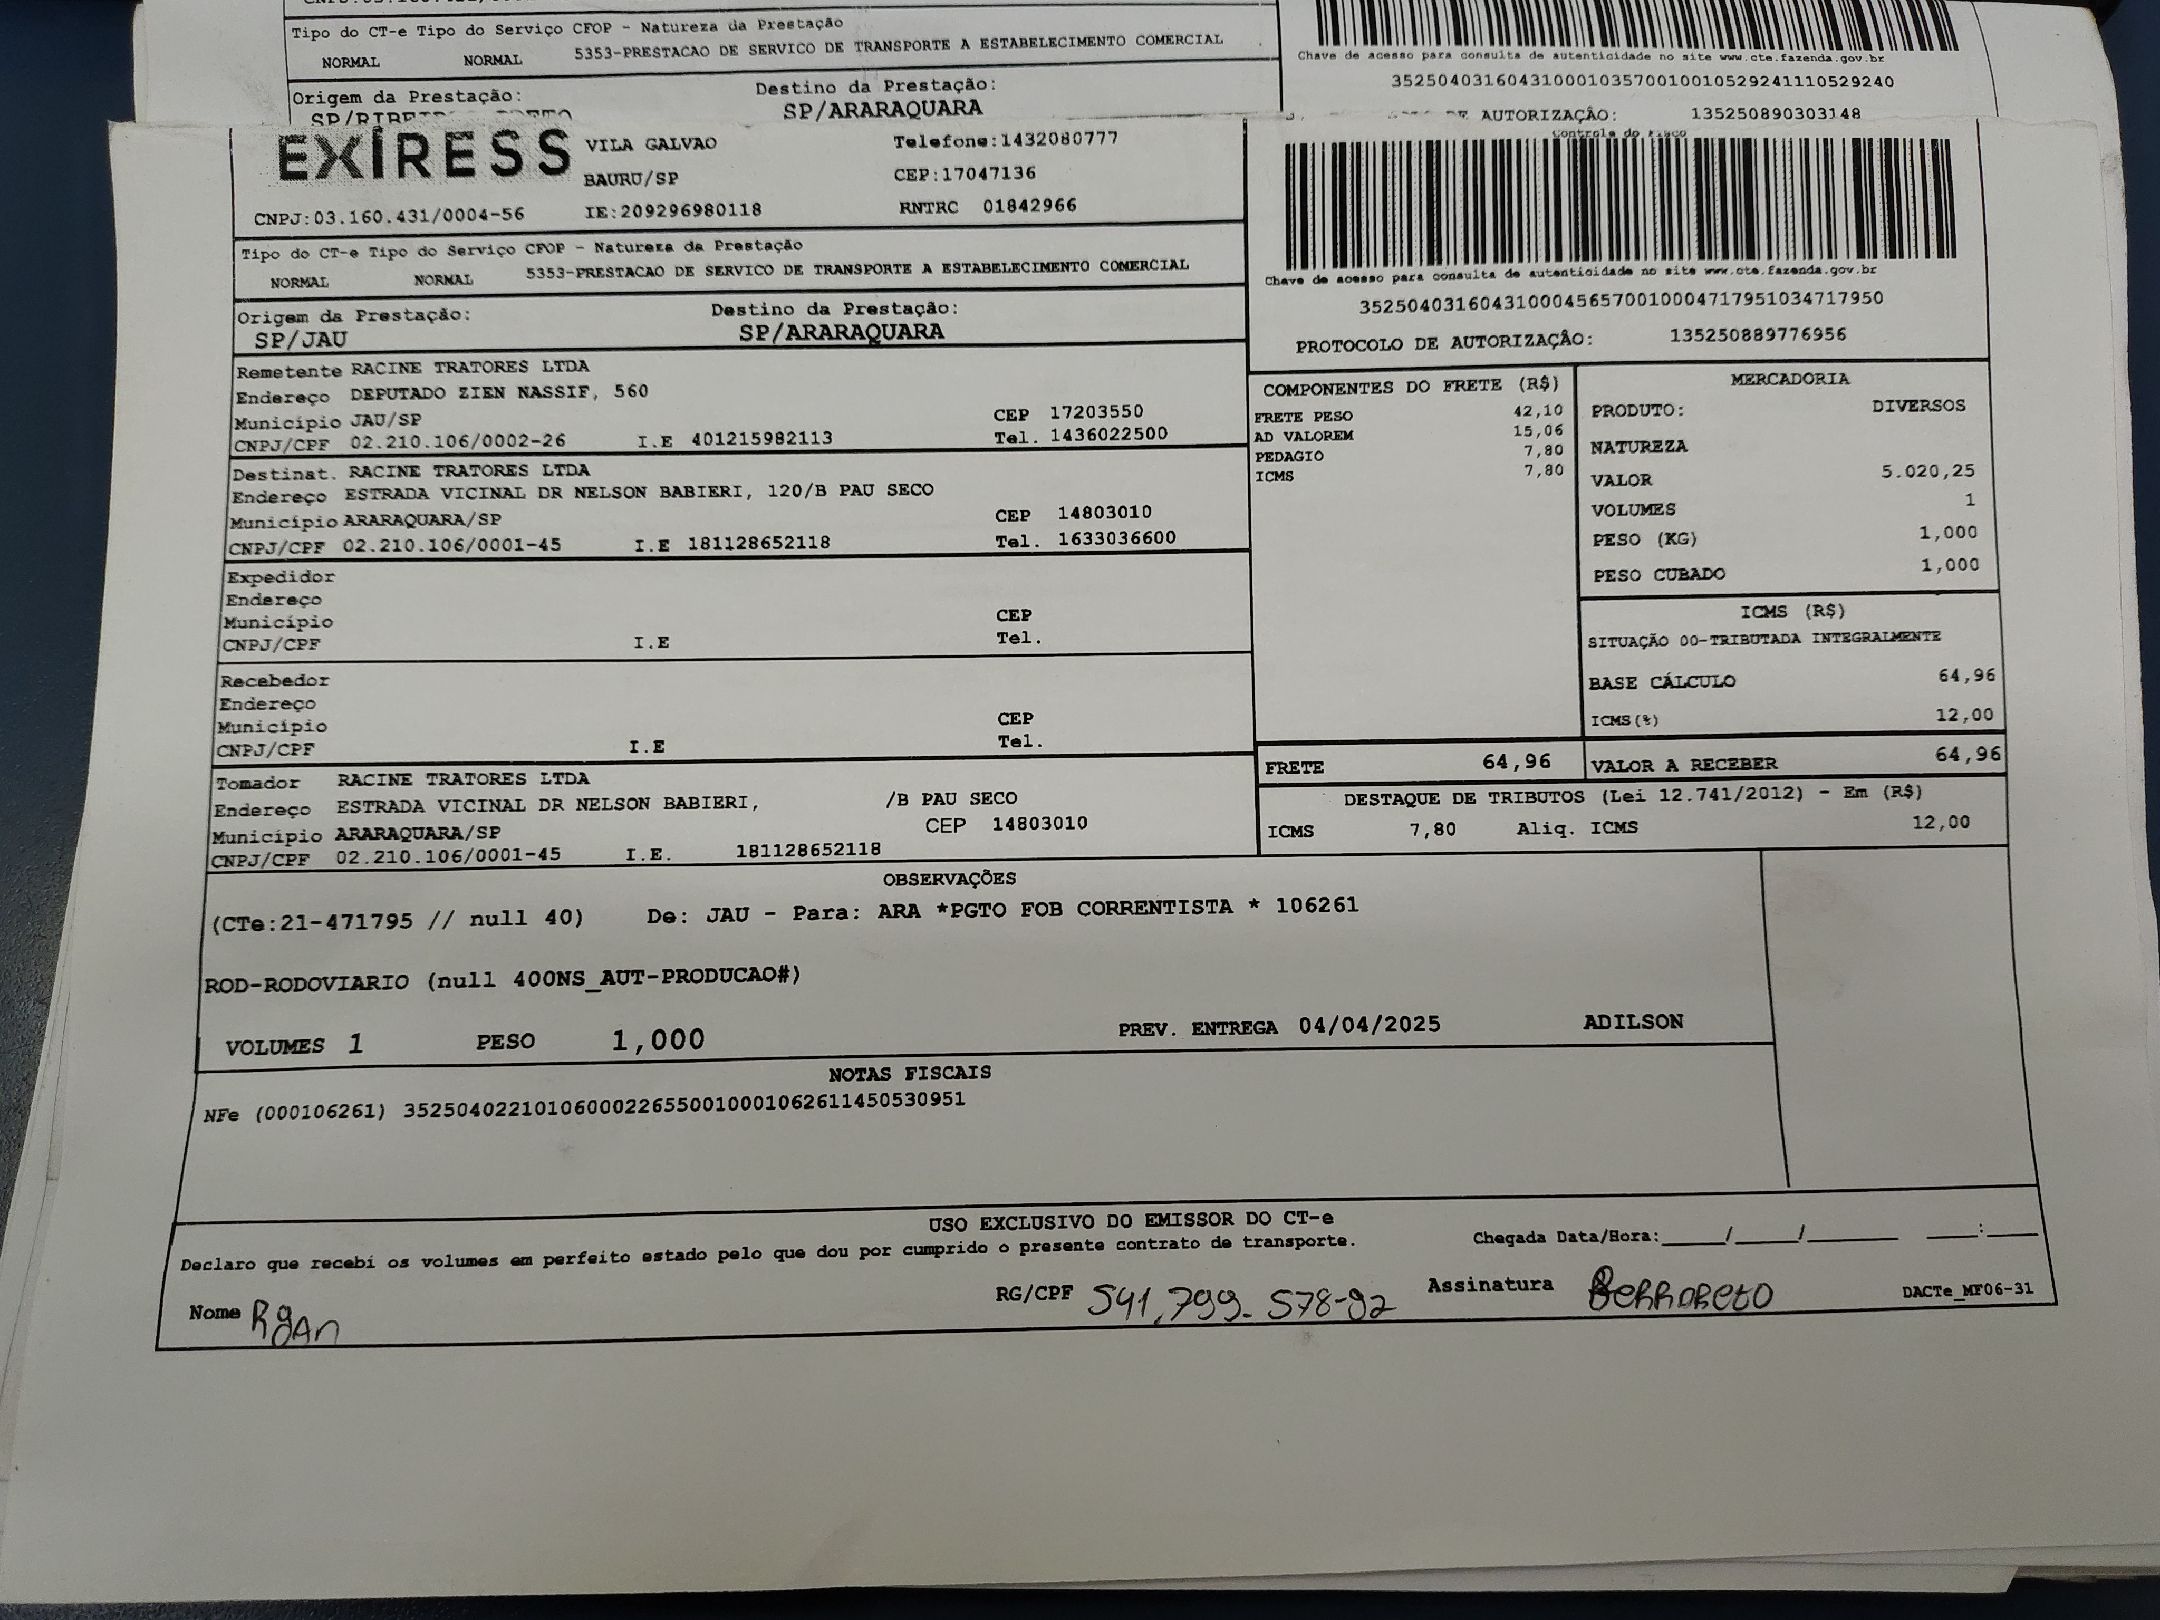 Tipo do CT-e Tipo do Serviço CFOP - Natureza da Prestação
NORMAL NORMAL 5353-PRESTACAO DE SERVICO DE TRANSPORTE A ESTABELECIMENTO COMERCIAL
Origem da Prestação: Destino da Prestação:
SP/ARARAQUARA
Chave de acesso para consulta de autenticidade no site www.cte.fazenda.gov.br
35250403160431000103570010010529241110529240
DE AUTORIZAÇÃO: 135250890303148
Controle do Fisco
EXPRESS
VILA GALVAO Telefone:1432080777
BAURU/SP CEP:17047136
CNPJ:03.160.431/0004-56 IE:209296980118 RNTRC 01842966
Tipo do CT-e Tipo do Serviço CFOP - Natureza da Prestação
NORMAL NORMAL 5353-PRESTACAO DE SERVICO DE TRANSPORTE A ESTABELECIMENTO COMERCIAL
Origem da Prestação: Destino da Prestação:
SP/JAU SP/ARARAQUARA
Chave de acesso para consulta de autenticidade no site www.cte.fazenda.gov.br
35250403160431000456570010004717951034717950
PROTOCOLO DE AUTORIZAÇÃO: 135250889776956
Remetente RACINE TRATORES LTDA
Endereço DEPUTADO ZIEN NASSIF, 560
Município JAU/SP CEP 17203550
CNPJ/CPF 02.210.106/0002-26 I.E 401215982113 Tel. 1436022500
Destinat. RACINE TRATORES LTDA
Endereço ESTRADA VICINAL DR NELSON BABIERI, 120/B PAU SECO
Município ARARAQUARA/SP CEP 14803010
CNPJ/CPF 02.210.106/0001-45 I.E 181128652118 Tel. 1633036600
Expedidor
Endereço
Município CEP
CNPJ/CPF I.E Tel.
Recebedor
Endereço
Município CEP
CNPJ/CPF I.E Tel.
Tomador RACINE TRATORES LTDA
Endereço ESTRADA VICINAL DR NELSON BABIERI, /B PAU SECO
Município ARARAQUARA/SP CEP 14803010
CNPJ/CPF 02.210.106/0001-45 I.E. 181128652118
COMPONENTES DO FRETE (R$)
FRETE PESO 42,10
AD VALOREM 15,06
PEDAGIO 7,80
ICMS 7,80
MERCADORIA
PRODUTO: DIVERSOS
NATUREZA
VALOR 5.020,25
VOLUMES 1
PESO (KG) 1,000
PESO CUBADO 1,000
ICMS (R$)
SITUAÇÃO 00-TRIBUTADA INTEGRALMENTE
BASE CÁLCULO 64,96
ICMS(%) 12,00
FRETE 64,96 VALOR A RECEBER 64,96
DESTAQUE DE TRIBUTOS (Lei 12.741/2012) - Em (R$)
ICMS 7,80 Aliq. ICMS 12,00
OBSERVAÇÕES
(CTe:21-471795 // null 40) De: JAU - Para: ARA *PGTO FOB CORRENTISTA * 106261
ROD-RODOVIARIO (null 400NS_AUT-PRODUCAO#)
VOLUMES 1 PESO 1,000 PREV. ENTREGA 04/04/2025 ADILSON
NOTAS FISCAIS
NFe (000106261) 35250402210106000226550010001062611450530951
USO EXCLUSIVO DO EMISSOR DO CT-e
Declaro que recebi os volumes em perfeito estado pelo que dou por cumprido o presente contrato de transporte. Chegada Data/Hora:_____/_____/_______ ____:____
Nome RG/CPF 541.799.578-92 Assinatura DACTe_MF06-31